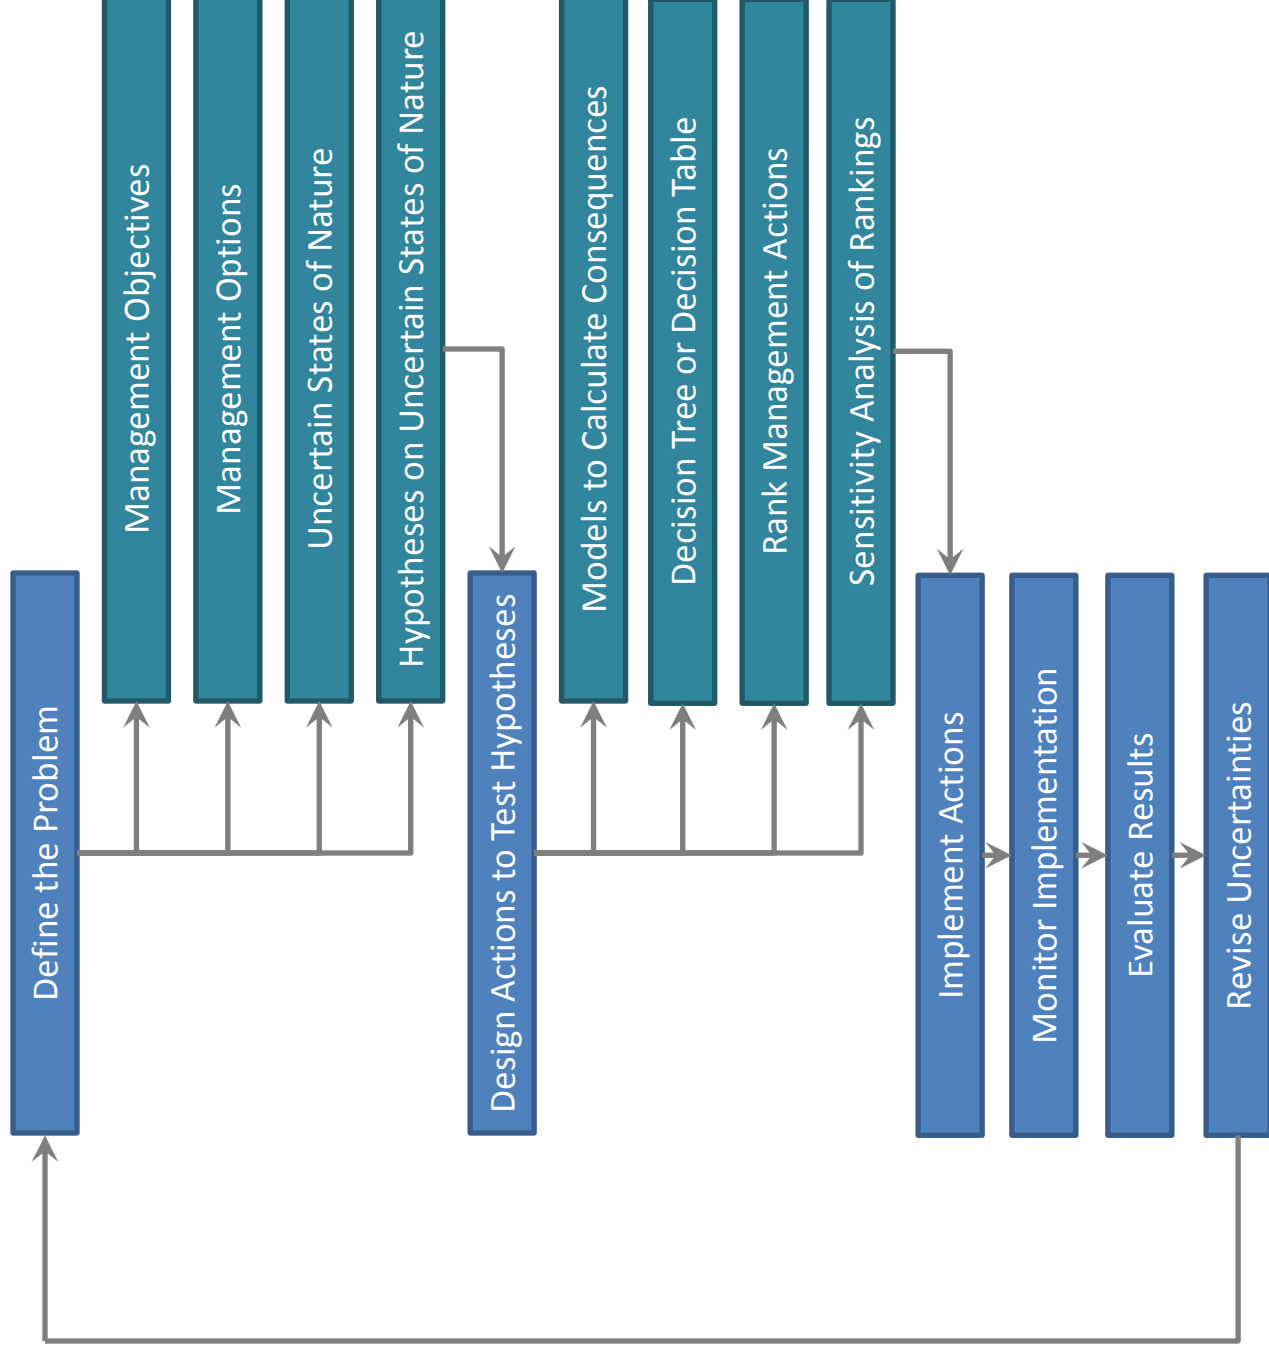 Define the Problem
Management Objectives
Management Options
Uncertain States of Nature
Hypotheses on Uncertain States of Nature
Design Actions to Test Hypotheses
Models to Calculate Consequences
Decision Tree or Decision Table
Rank Management Actions
Sensitivity Analysis of Rankings
Implement Actions
Monitor Implementation
Evaluate Results
Revise Uncertainties